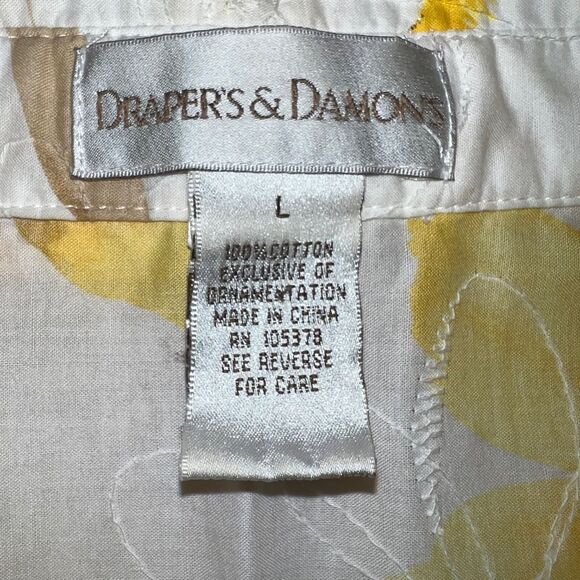 DRAPER'S & DAMON'S
L
100% COTTON
EXCLUSIVE OF
ORNAMENTATION
MADE IN CHINA
RN 105378
SEE REVERSE
FOR CARE